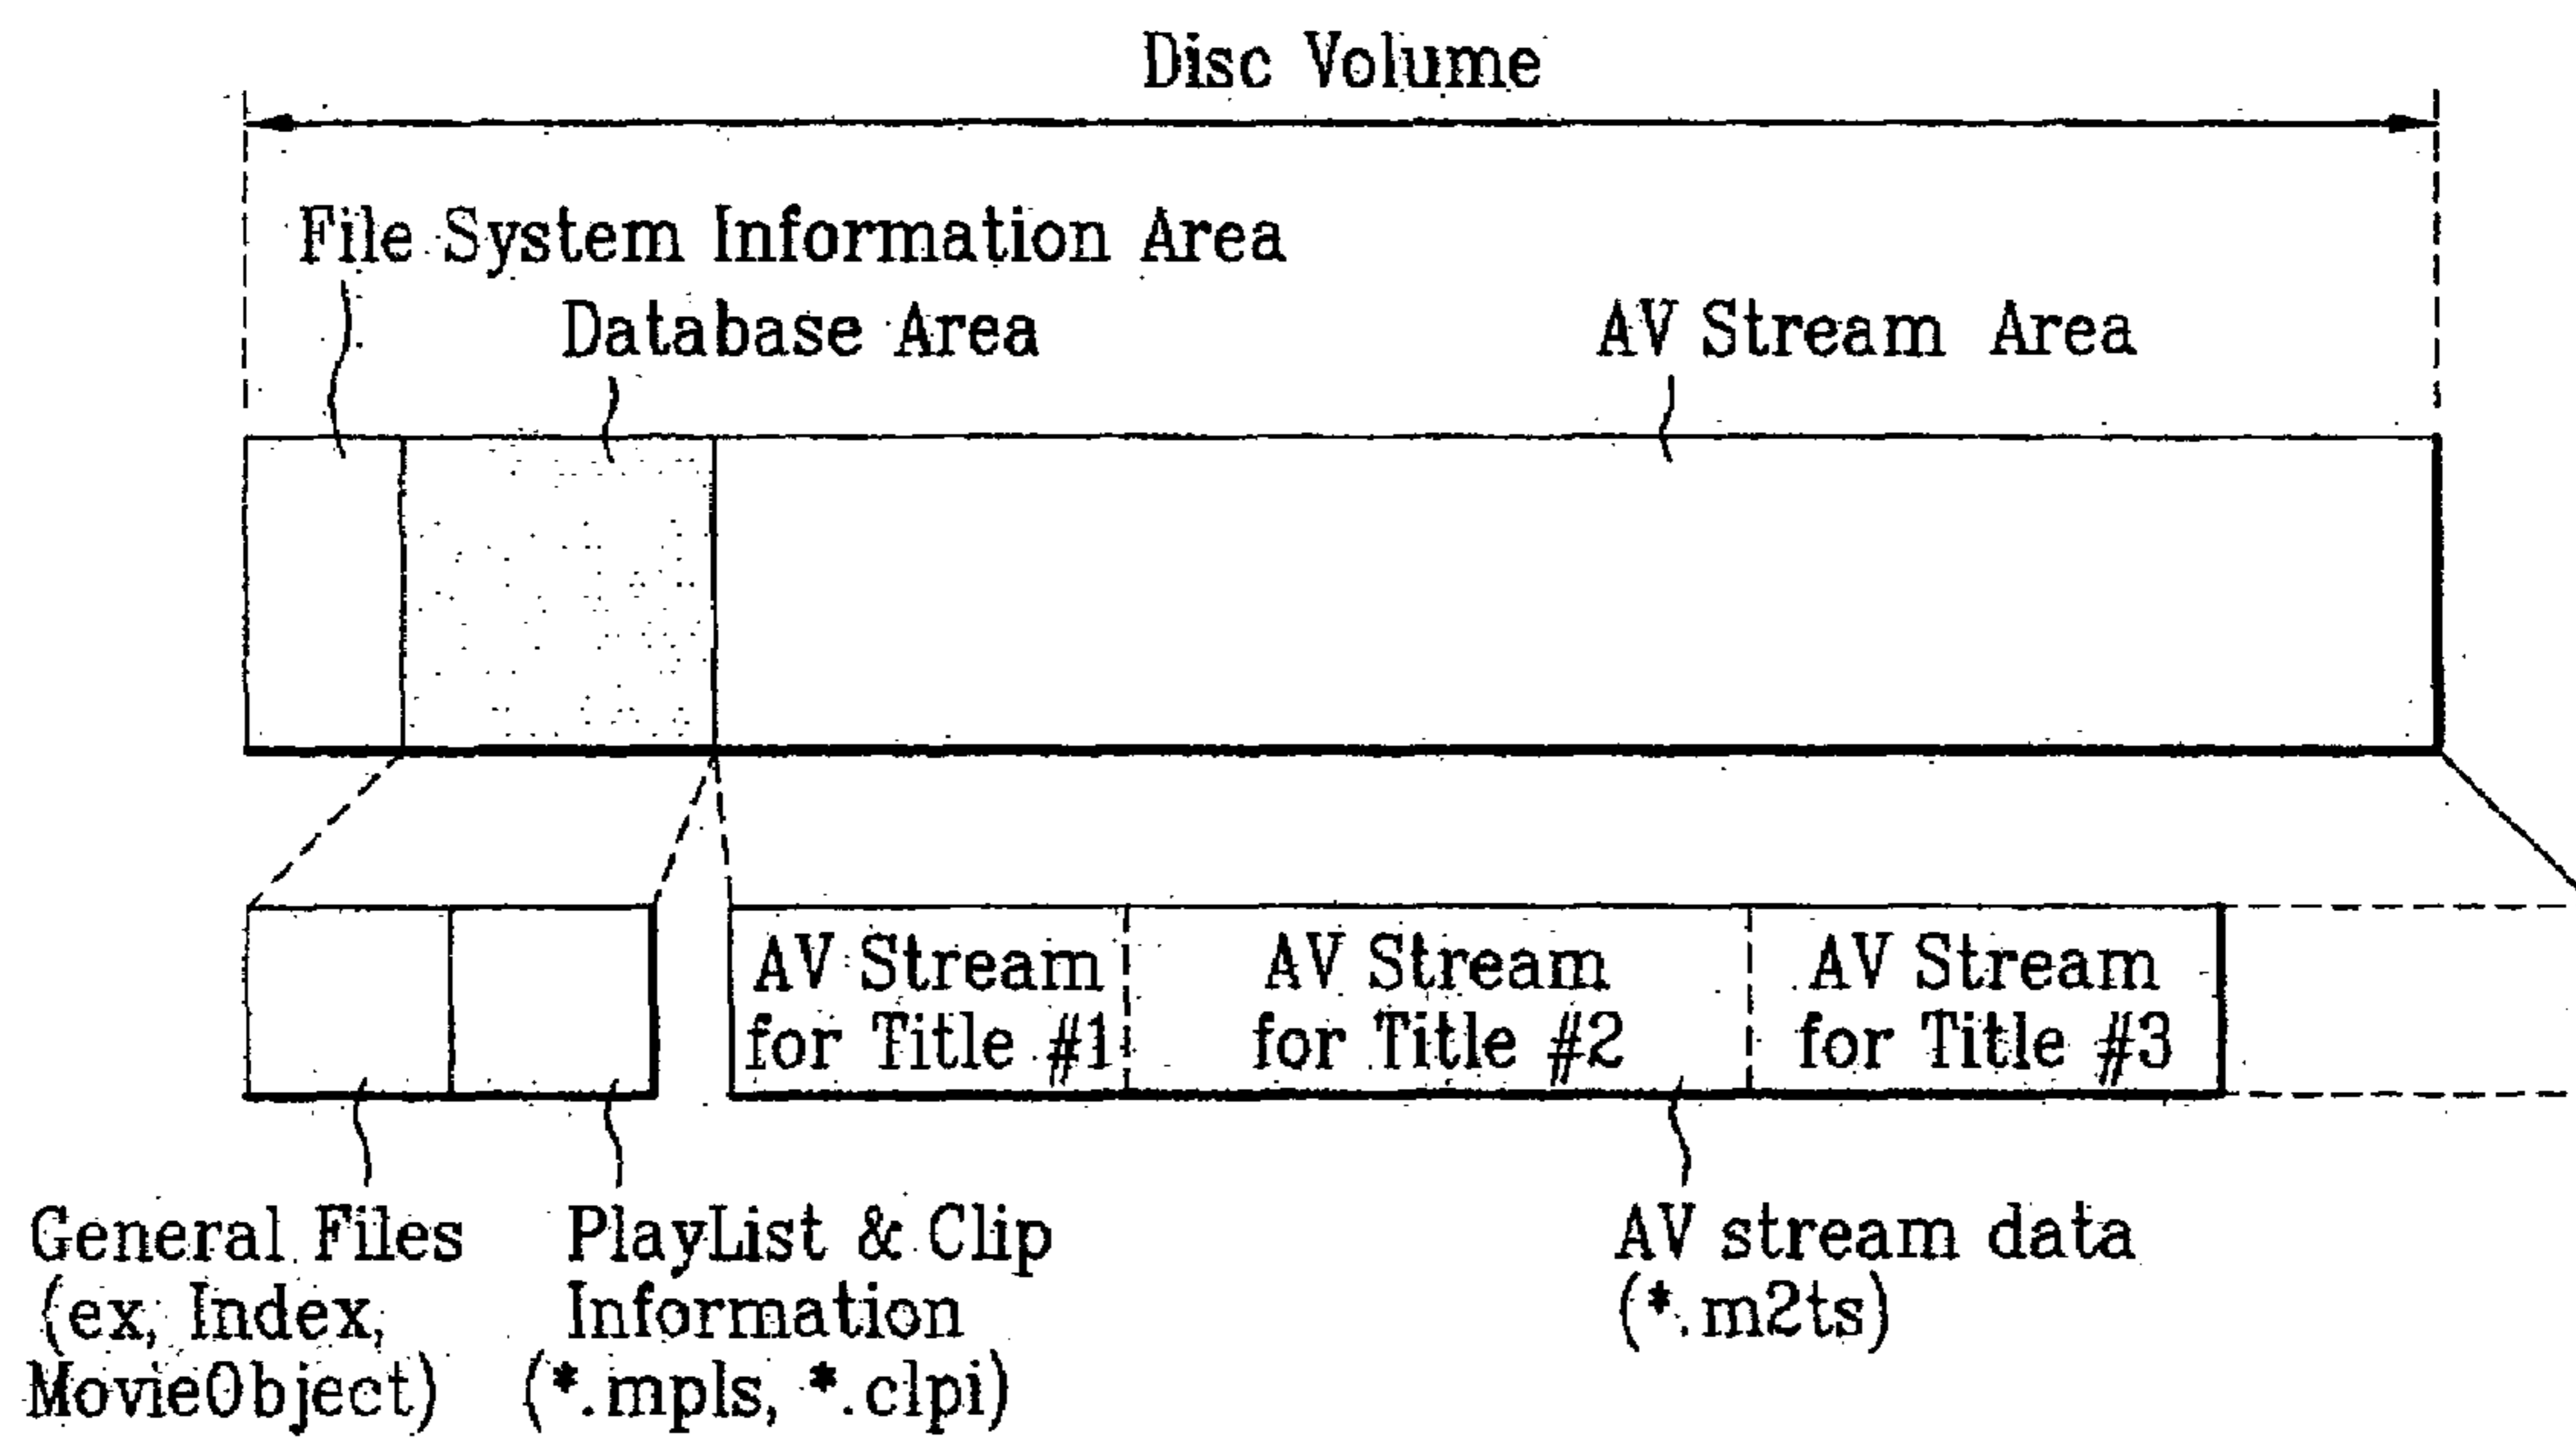 Disc Volume
File System Information Area
Database Area
AV Stream Area
AV Stream
for Title #1
AV Stream
for Title #2
AV Stream
for Title #3
General Files
(ex, Index,
MovieObject)
PlayList & Clip
Information
(*.mpls, *.clpi)
AV stream data
(*.m2ts)